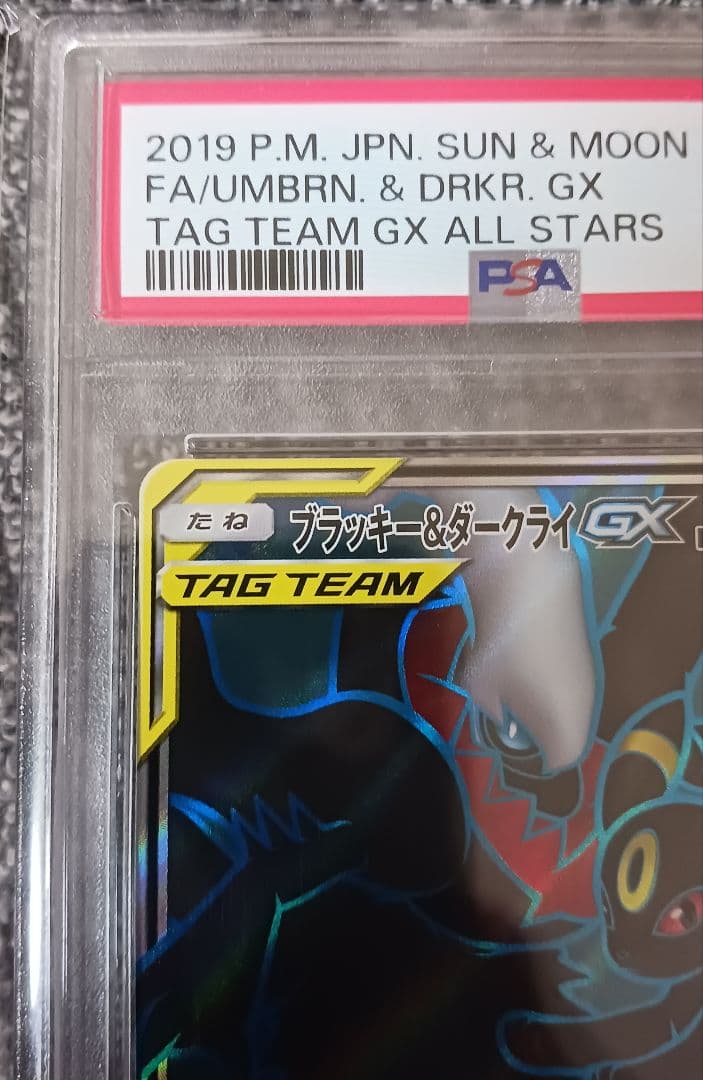 2019 P.M. JPN. SUN & MOON
FA/UMBRN. & DRKR. GX
TAG TEAM GX ALL STARS
PSA
たね ブラッキー&ダークライGX
TAG TEAM